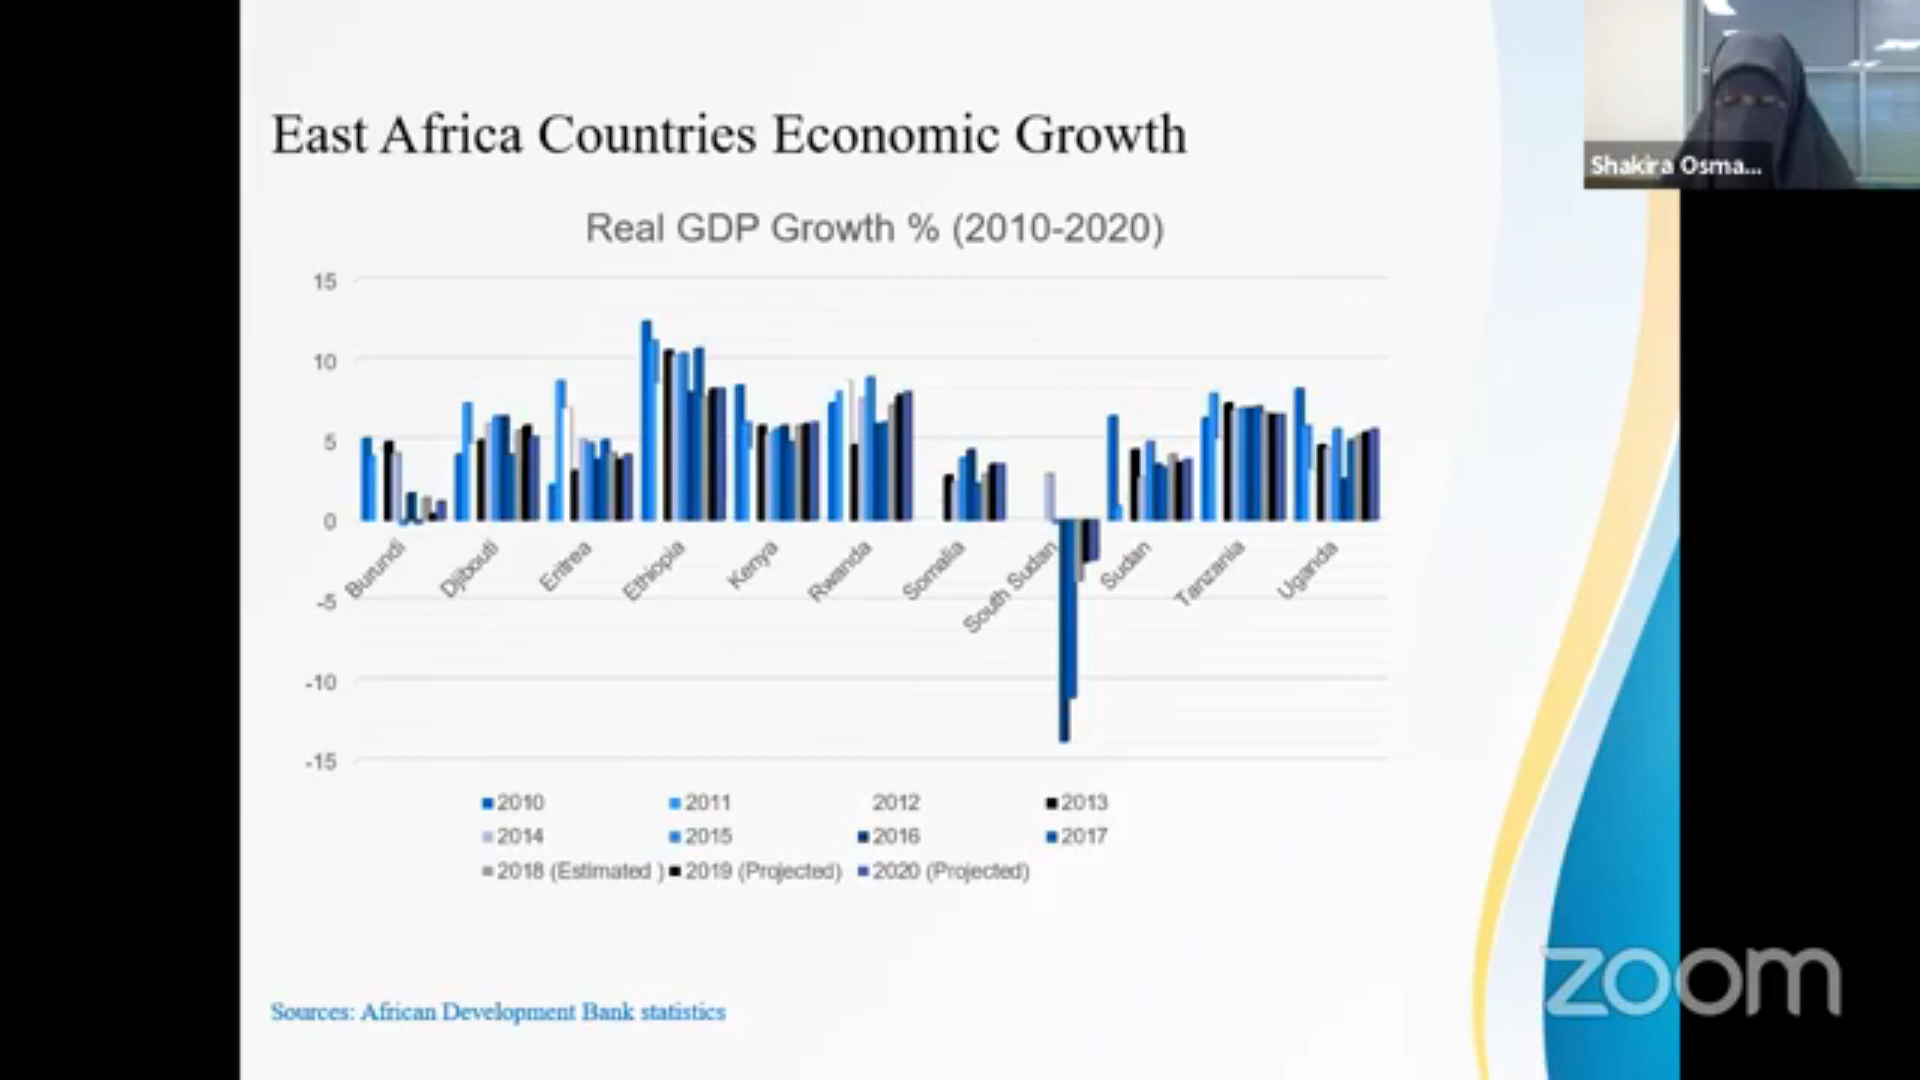 East Africa Countries Economic Growth
Shakira Osma...
Real GDP Growth % (2010-2020)
15
10
5
0
-5
-10
-15
Burundi
Djibouti
Eritrea
Ethiopia
Kenya
Rwanda
Somalia
South Sudan
Sudan
Tanzania
Uganda
2010 2011 2012 2013
2014 2015 2016 2017
2018 (Estimated ) 2019 (Projected) 2020 (Projected)
Sources: African Development Bank statistics
zoom